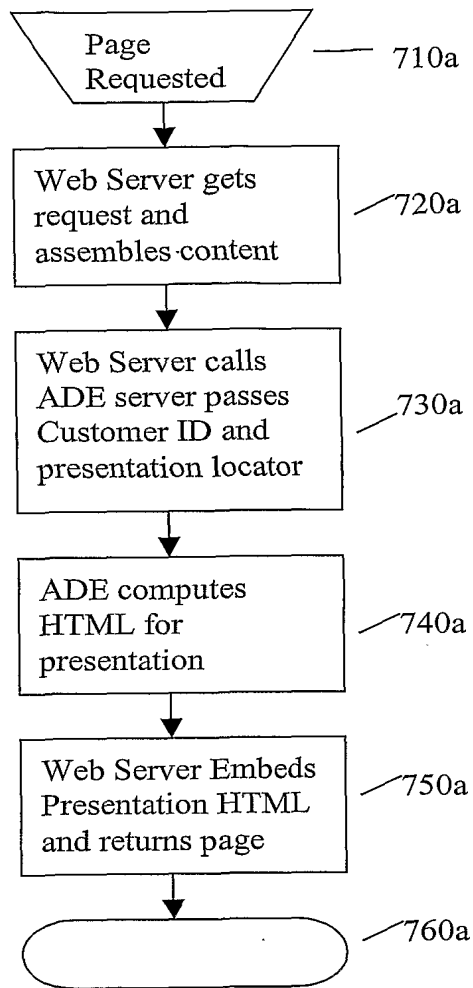 Page
Requested
710a
Web Server gets
request and
assembles content
720a
Web Server calls
ADE server passes
Customer ID and
presentation locator
730a
ADE computes
HTML for
presentation
740a
Web Server Embeds
Presentation HTML
and returns page
750a
760a